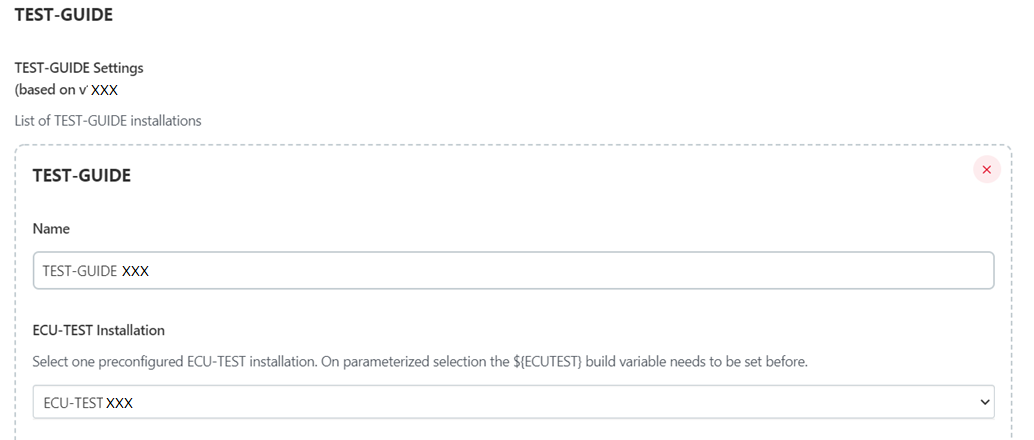 TEST-GUIDE
TEST-GUIDE Settings
(based on v' XXX
List of TEST-GUIDE installations
TEST-GUIDE
Name
TEST-GUIDE XXX
ECU-TEST Installation
Select one preconfigured ECU-TEST installation. On parameterized selection the ${ECUTEST} build variable needs to be set before.
ECU-TEST XXX